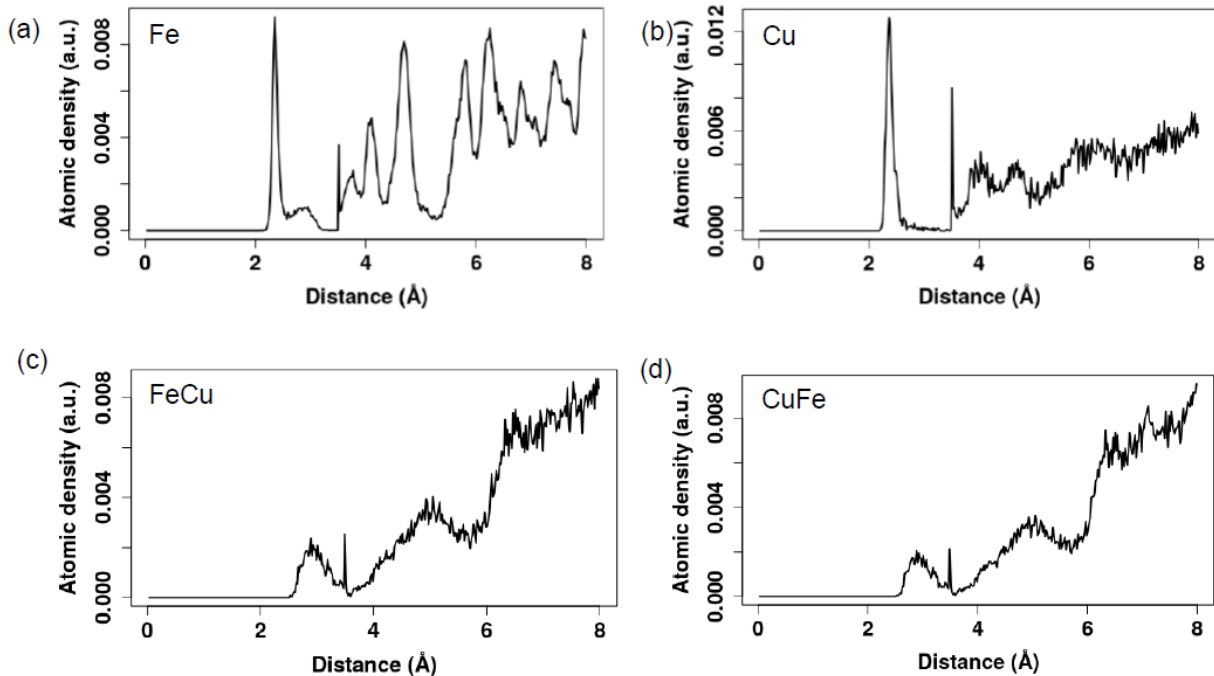 (a)
Fe
Atomic density (a.u.)
0.000
0.004
0.008
0 2 4 6 8
Distance (Å)
(b)
Cu
Atomic density (a.u.)
0.000
0.006
0.012
0 2 4 6 8
Distance (Å)
(c)
FeCu
Atomic density (a.u.)
0.000
0.004
0.008
0 2 4 6 8
Distance (Å)
(d)
CuFe
Atomic density (a.u.)
0.000
0.004
0.008
0 2 4 6 8
Distance (Å)